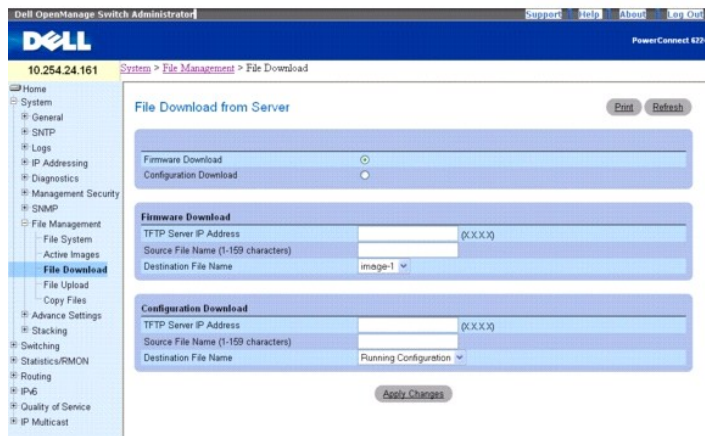 Dell OpenManage Switch Administrator
Support Help About Log Out
DELL
PowerConnect 622
10.254.24.161
System > File Management > File Download
Home
System
General
SNTP
Logs
IP Addressing
Diagnostics
Management Security
SNMP
File Management
File System
Active Images
File Download
File Upload
Copy Files
Advance Settings
Stacking
Switching
Statistics/RMON
Routing
IPv6
Quality of Service
IP Multicast
File Download from Server
Print Refresh
Firmware Download
Configuration Download
Firmware Download
TFTP Server IP Address (X.X.X.X)
Source File Name (1-159 characters)
Destination File Name image-1
Configuration Download
TFTP Server IP Address (X.X.X.X)
Source File Name (1-159 characters)
Destination File Name Running Configuration
Apply Changes